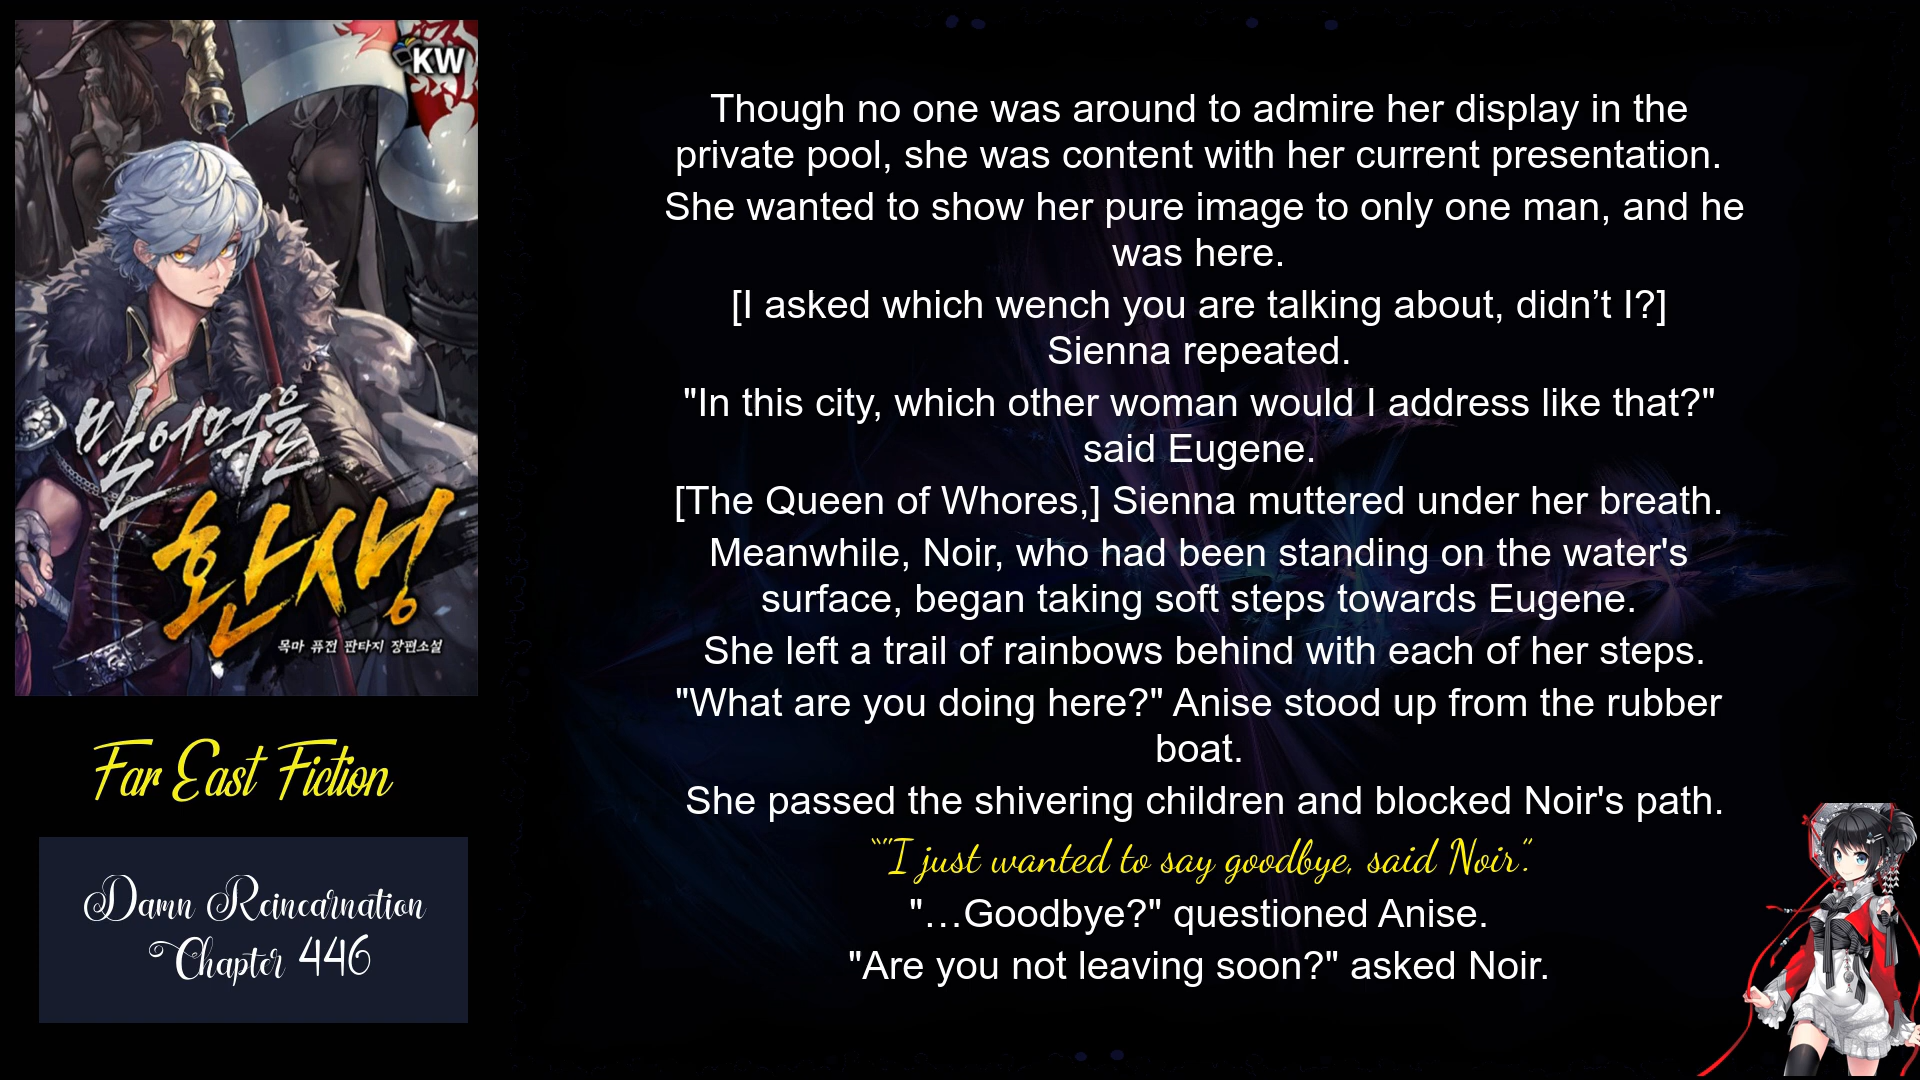 KW
빌어먹을
환생
목마 퓨전 판타지 장편소설
Far East Fiction
Damn Reincarnation
Chapter 446
Though no one was around to admire her display in the
private pool, she was content with her current presentation.
She wanted to show her pure image to only one man, and he
was here.
[I asked which wench you are talking about, didn’t I?]
Sienna repeated.
"In this city, which other woman would I address like that?"
said Eugene.
[The Queen of Whores,] Sienna muttered under her breath.
Meanwhile, Noir, who had been standing on the water's
surface, began taking soft steps towards Eugene.
She left a trail of rainbows behind with each of her steps.
"What are you doing here?" Anise stood up from the rubber
boat.
She passed the shivering children and blocked Noir's path.
“"I just wanted to say goodbye, said Noir.”
"…Goodbye?" questioned Anise.
"Are you not leaving soon?" asked Noir.